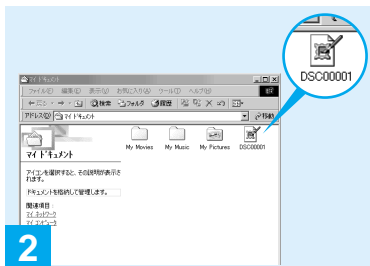 DSC00001
マイ ドキュメント
ファイル(F) 編集(E) 表示(V) お気に入り(A) ツール(T) ヘルプ(H)
戻る 検索 フォルダ 履歴
アドレス(D) マイ ドキュメント 移動
My Movies My Music My Pictures DSC00001
マイ ドキュメント
アイコンを選択すると、その説明が表示さ
れます。
ドキュメントを格納して管理します。
関連項目:
マイ ネットワーク
マイ コンピュータ
2